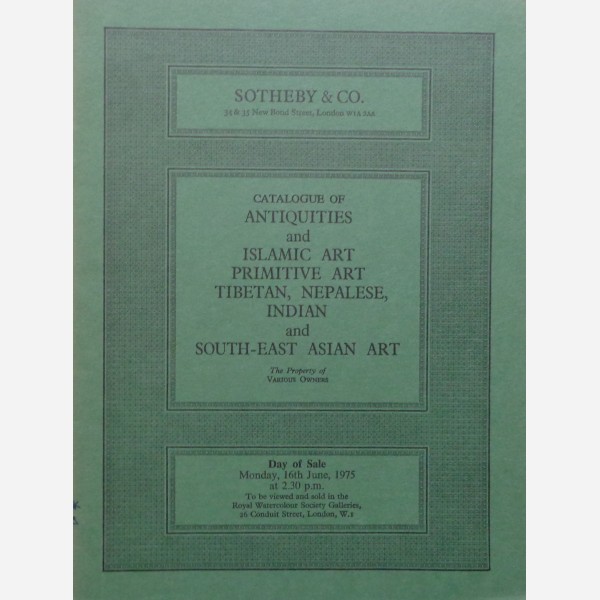 SOTHEBY & CO.
34 & 35 New Bond Street, London W1A 2AA
CATALOGUE OF
ANTIQUITIES
and
ISLAMIC ART
PRIMITIVE ART
TIBETAN, NEPALESE,
INDIAN
and
SOUTH-EAST ASIAN ART
The Property of
VARIOUS OWNERS
Day of Sale
Monday, 16th June, 1975
at 2.30 p.m.
To be viewed and sold in the
Royal Watercolour Society Galleries,
26 Conduit Street, London, W.1